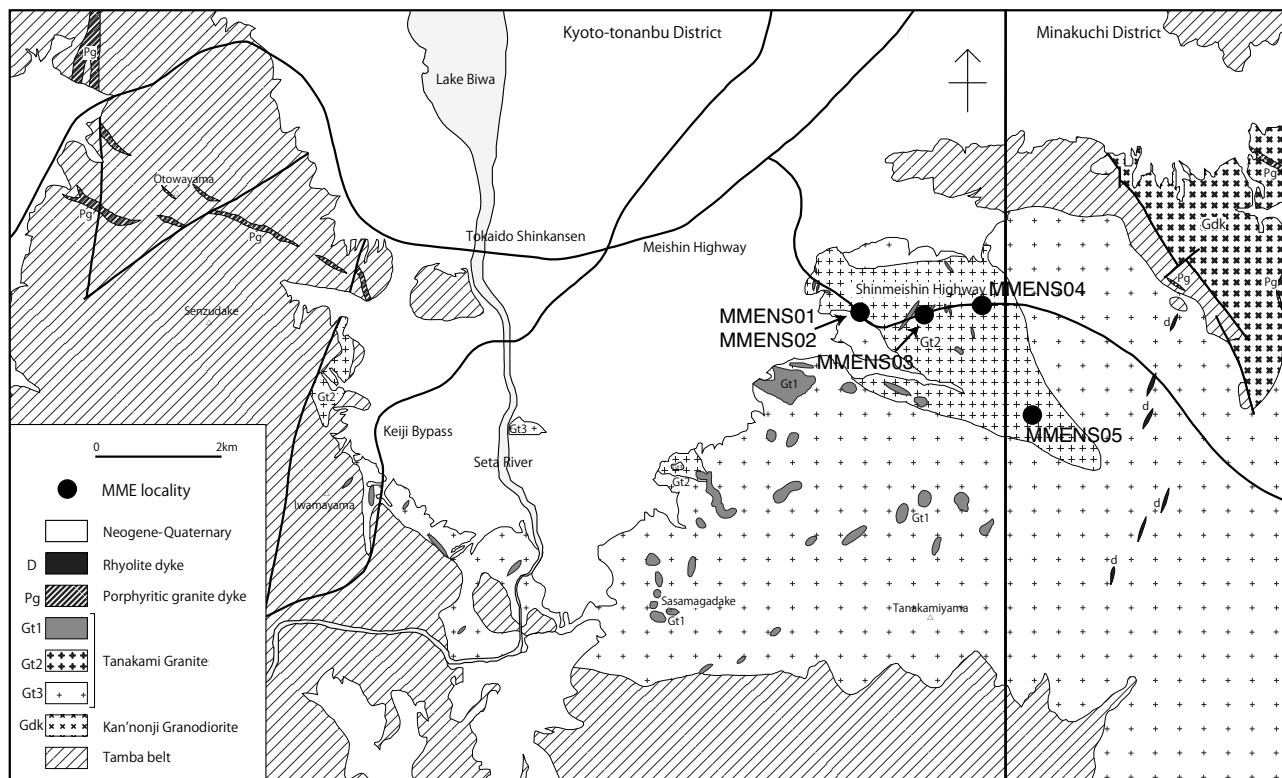 Kyoto-tonanbu District
Minakuchi District
Lake Biwa
Pg
Otowayama
Pg
Pg
Senzudake
Tokaido Shinkansen
Meishin Highway
Gdk
Pg
Pg
Pg
Shinmeishin Highway
MMENS04
MMENS01
MMENS02
MMENS03
Gt2
d
Gt1
Gt2
d
d
MMENS05
Keiji Bypass
Gt3
Seta River
Gt2
Iwamayama
Gt1
d
d
Sasamagadake
Gt1
Tanakamiyama
0 2km
MME locality
Neogene-Quaternary
D Rhyolite dyke
Pg Porphyritic granite dyke
Gt1
Gt2 Tanakami Granite
Gt3
Gdk Kan'nonji Granodiorite
Tamba belt